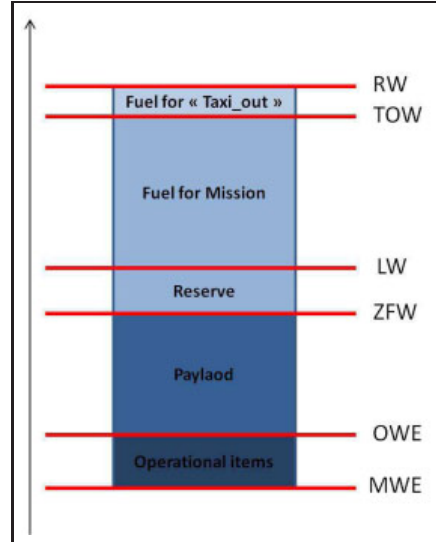 RW
Fuel for « Taxi_out »
TOW
Fuel for Mission
LW
Reserve
ZFW
Paylaod
OWE
Operational items
MWE